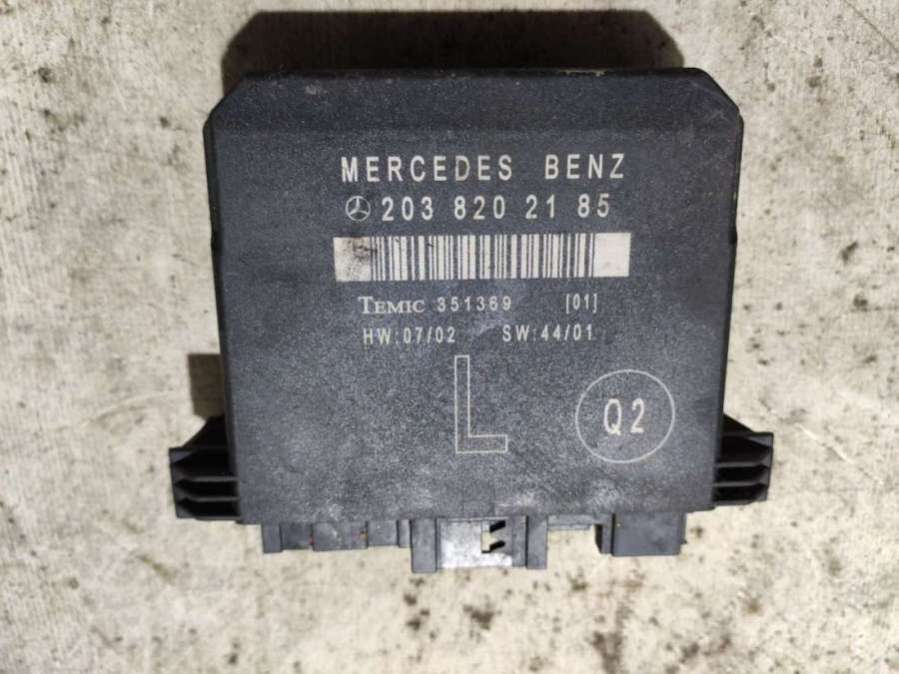 MERCEDES BENZ
203 820 21 85
TEMIC 351369 [01]
HW:07/02 SW:44/01
L
Q2